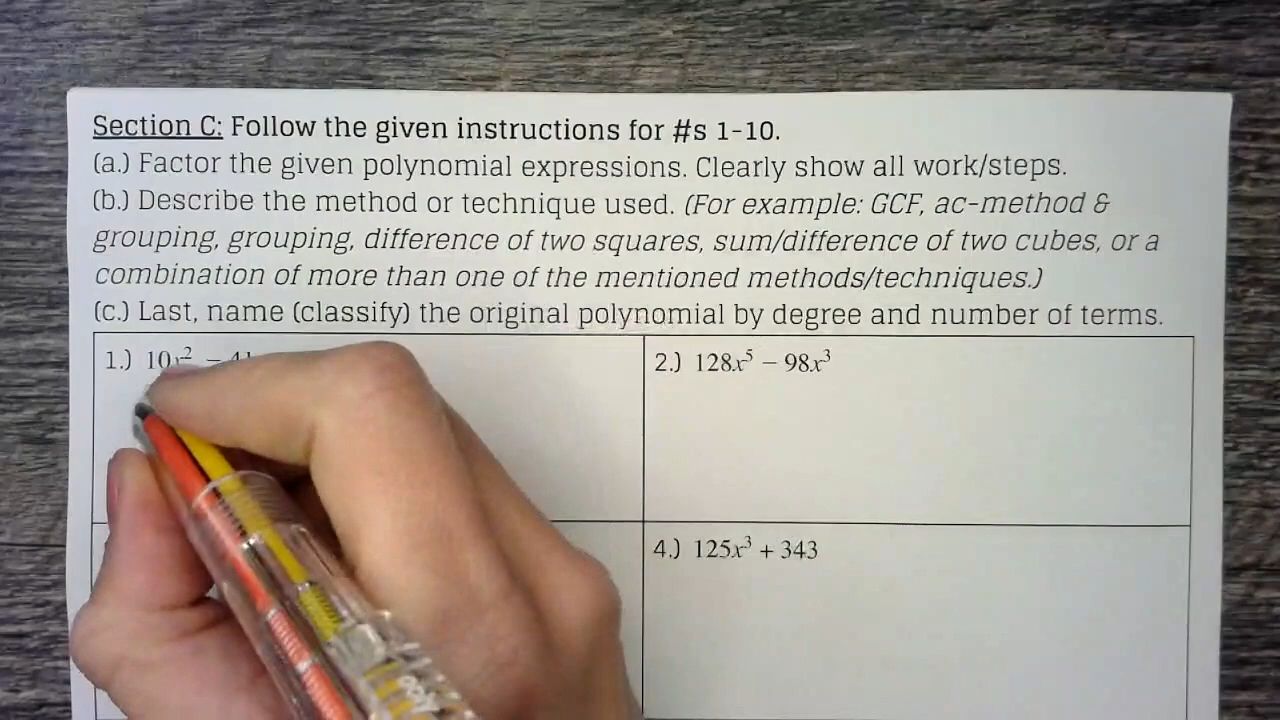 Section C: Follow the given instructions for #s 1-10.
(a.) Factor the given polynomial expressions. Clearly show all work/steps.
(b.) Describe the method or technique used. (For example: GCF, ac-method &
grouping, grouping, difference of two squares, sum/difference of two cubes, or a
combination of more than one of the mentioned methods/techniques.)
(c.) Last, name (classify) the original polynomial by degree and number of terms.
1.) 10x² –
2.) 128x⁵ – 98x³
4.) 125x³ + 343